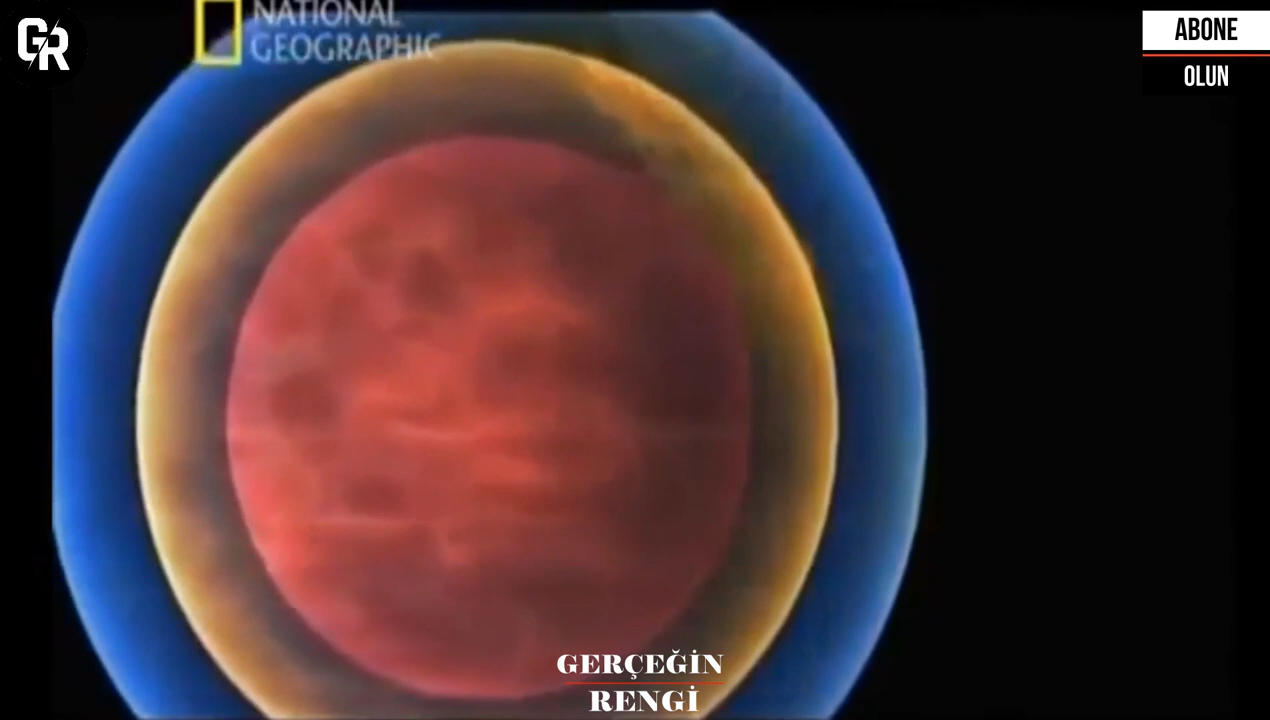 GR
NATIONAL
GEOGRAPHIC
ABONE
OLUN
GERÇEĞİN
RENGİ